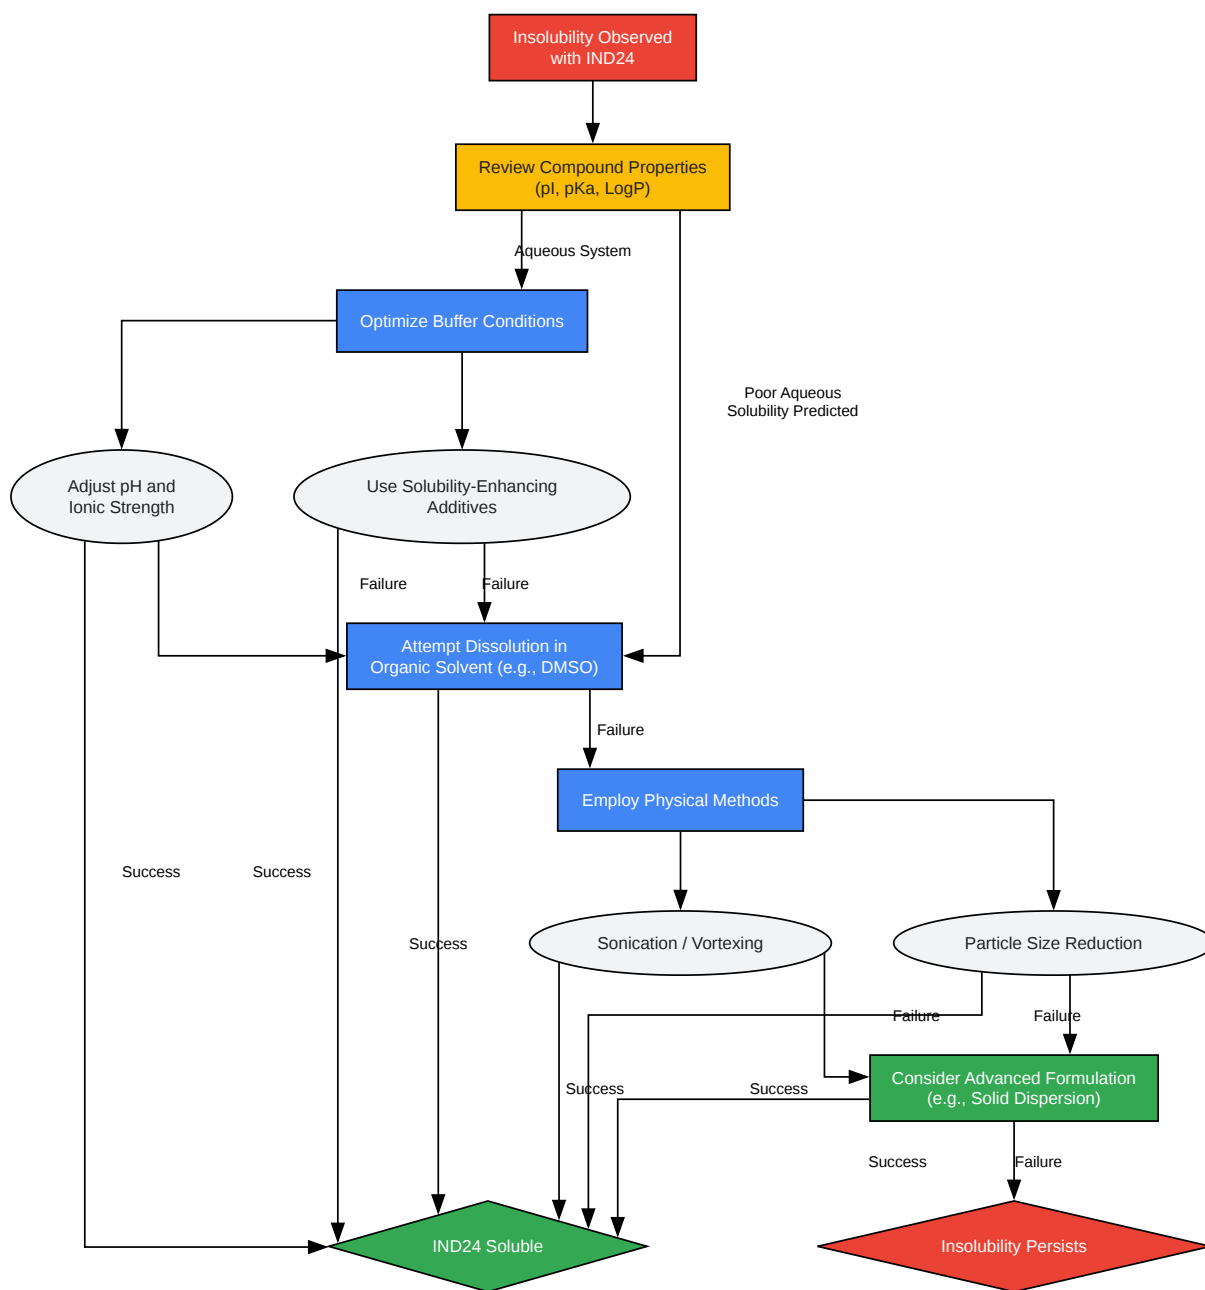 Insolubility Observed
with IND24
Review Compound Properties
(pI, pKa, LogP)
Aqueous System
Optimize Buffer Conditions
Poor Aqueous
Solubility Predicted
Adjust pH and
Ionic Strength
Use Solubility-Enhancing
Additives
Failure
Failure
Attempt Dissolution in
Organic Solvent (e.g., DMSO)
Failure
Employ Physical Methods
Success
Success
Success
Sonication / Vortexing
Particle Size Reduction
Failure
Failure
Consider Advanced Formulation
(e.g., Solid Dispersion)
Success
Success
Success
Failure
IND24 Soluble
Insolubility Persists